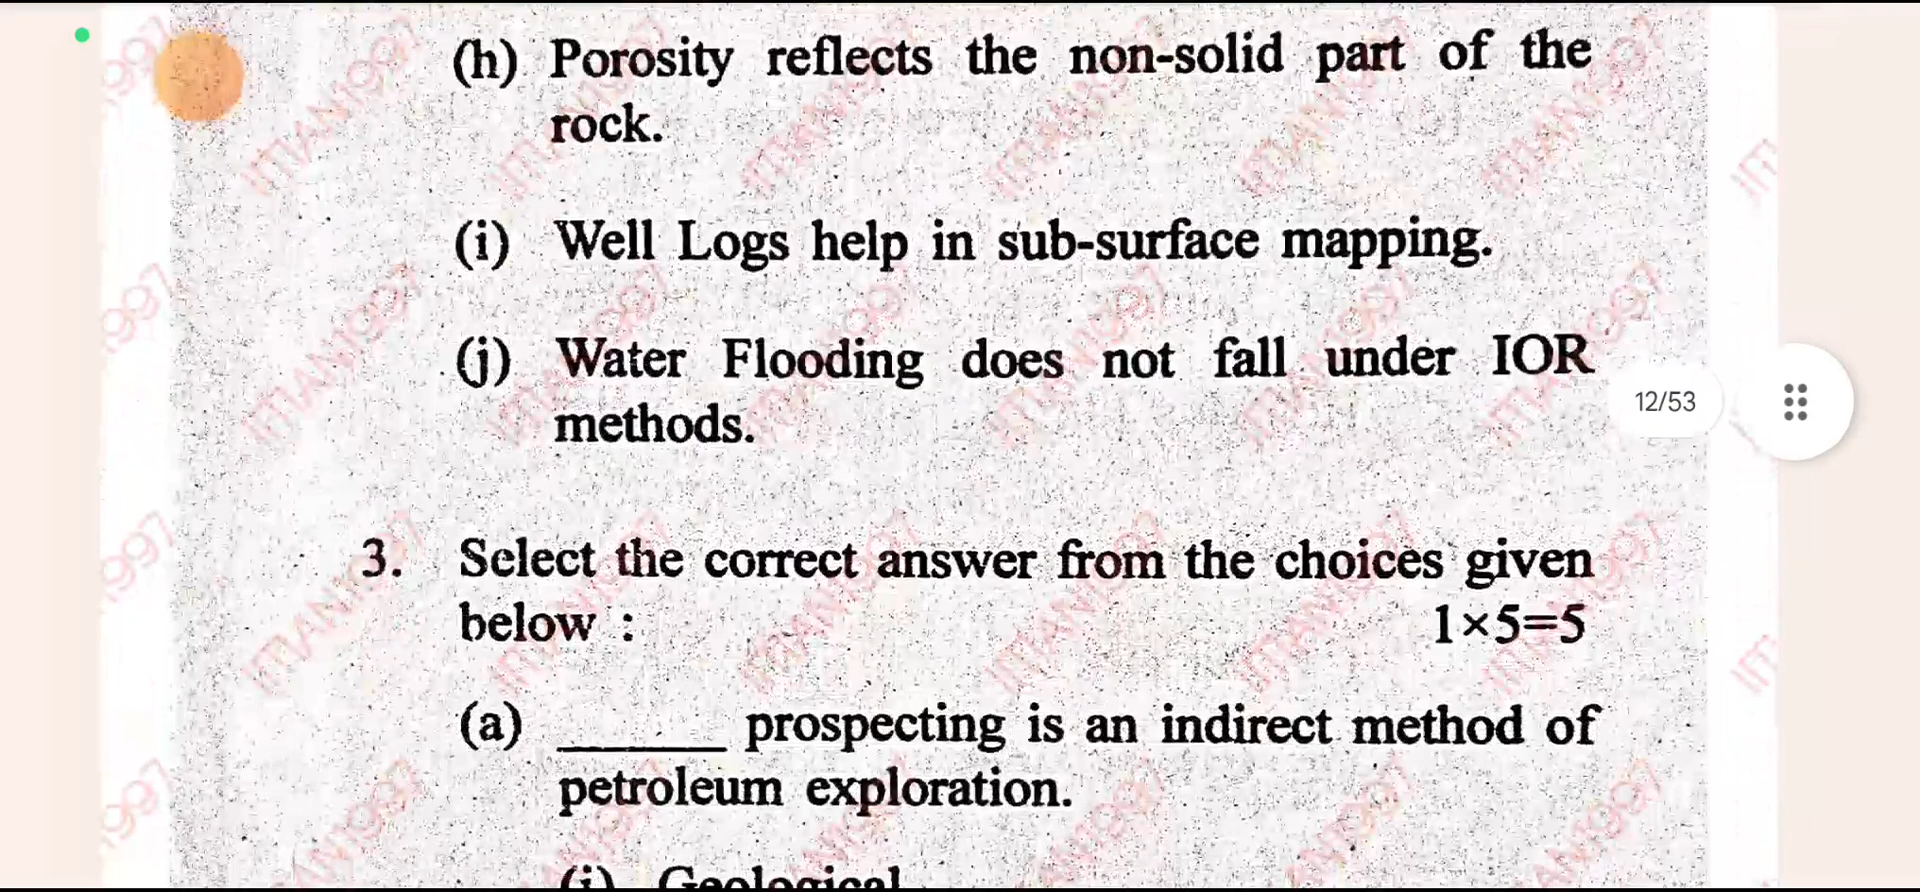 (h) Porosity reflects the non-solid part of the
rock.
(i) Well Logs help in sub-surface mapping.
(j) Water Flooding does not fall under IOR
methods.
12/53
3. Select the correct answer from the choices given
below : 1×5=5
(a) ______ prospecting is an indirect method of
petroleum exploration.
(i) Geological